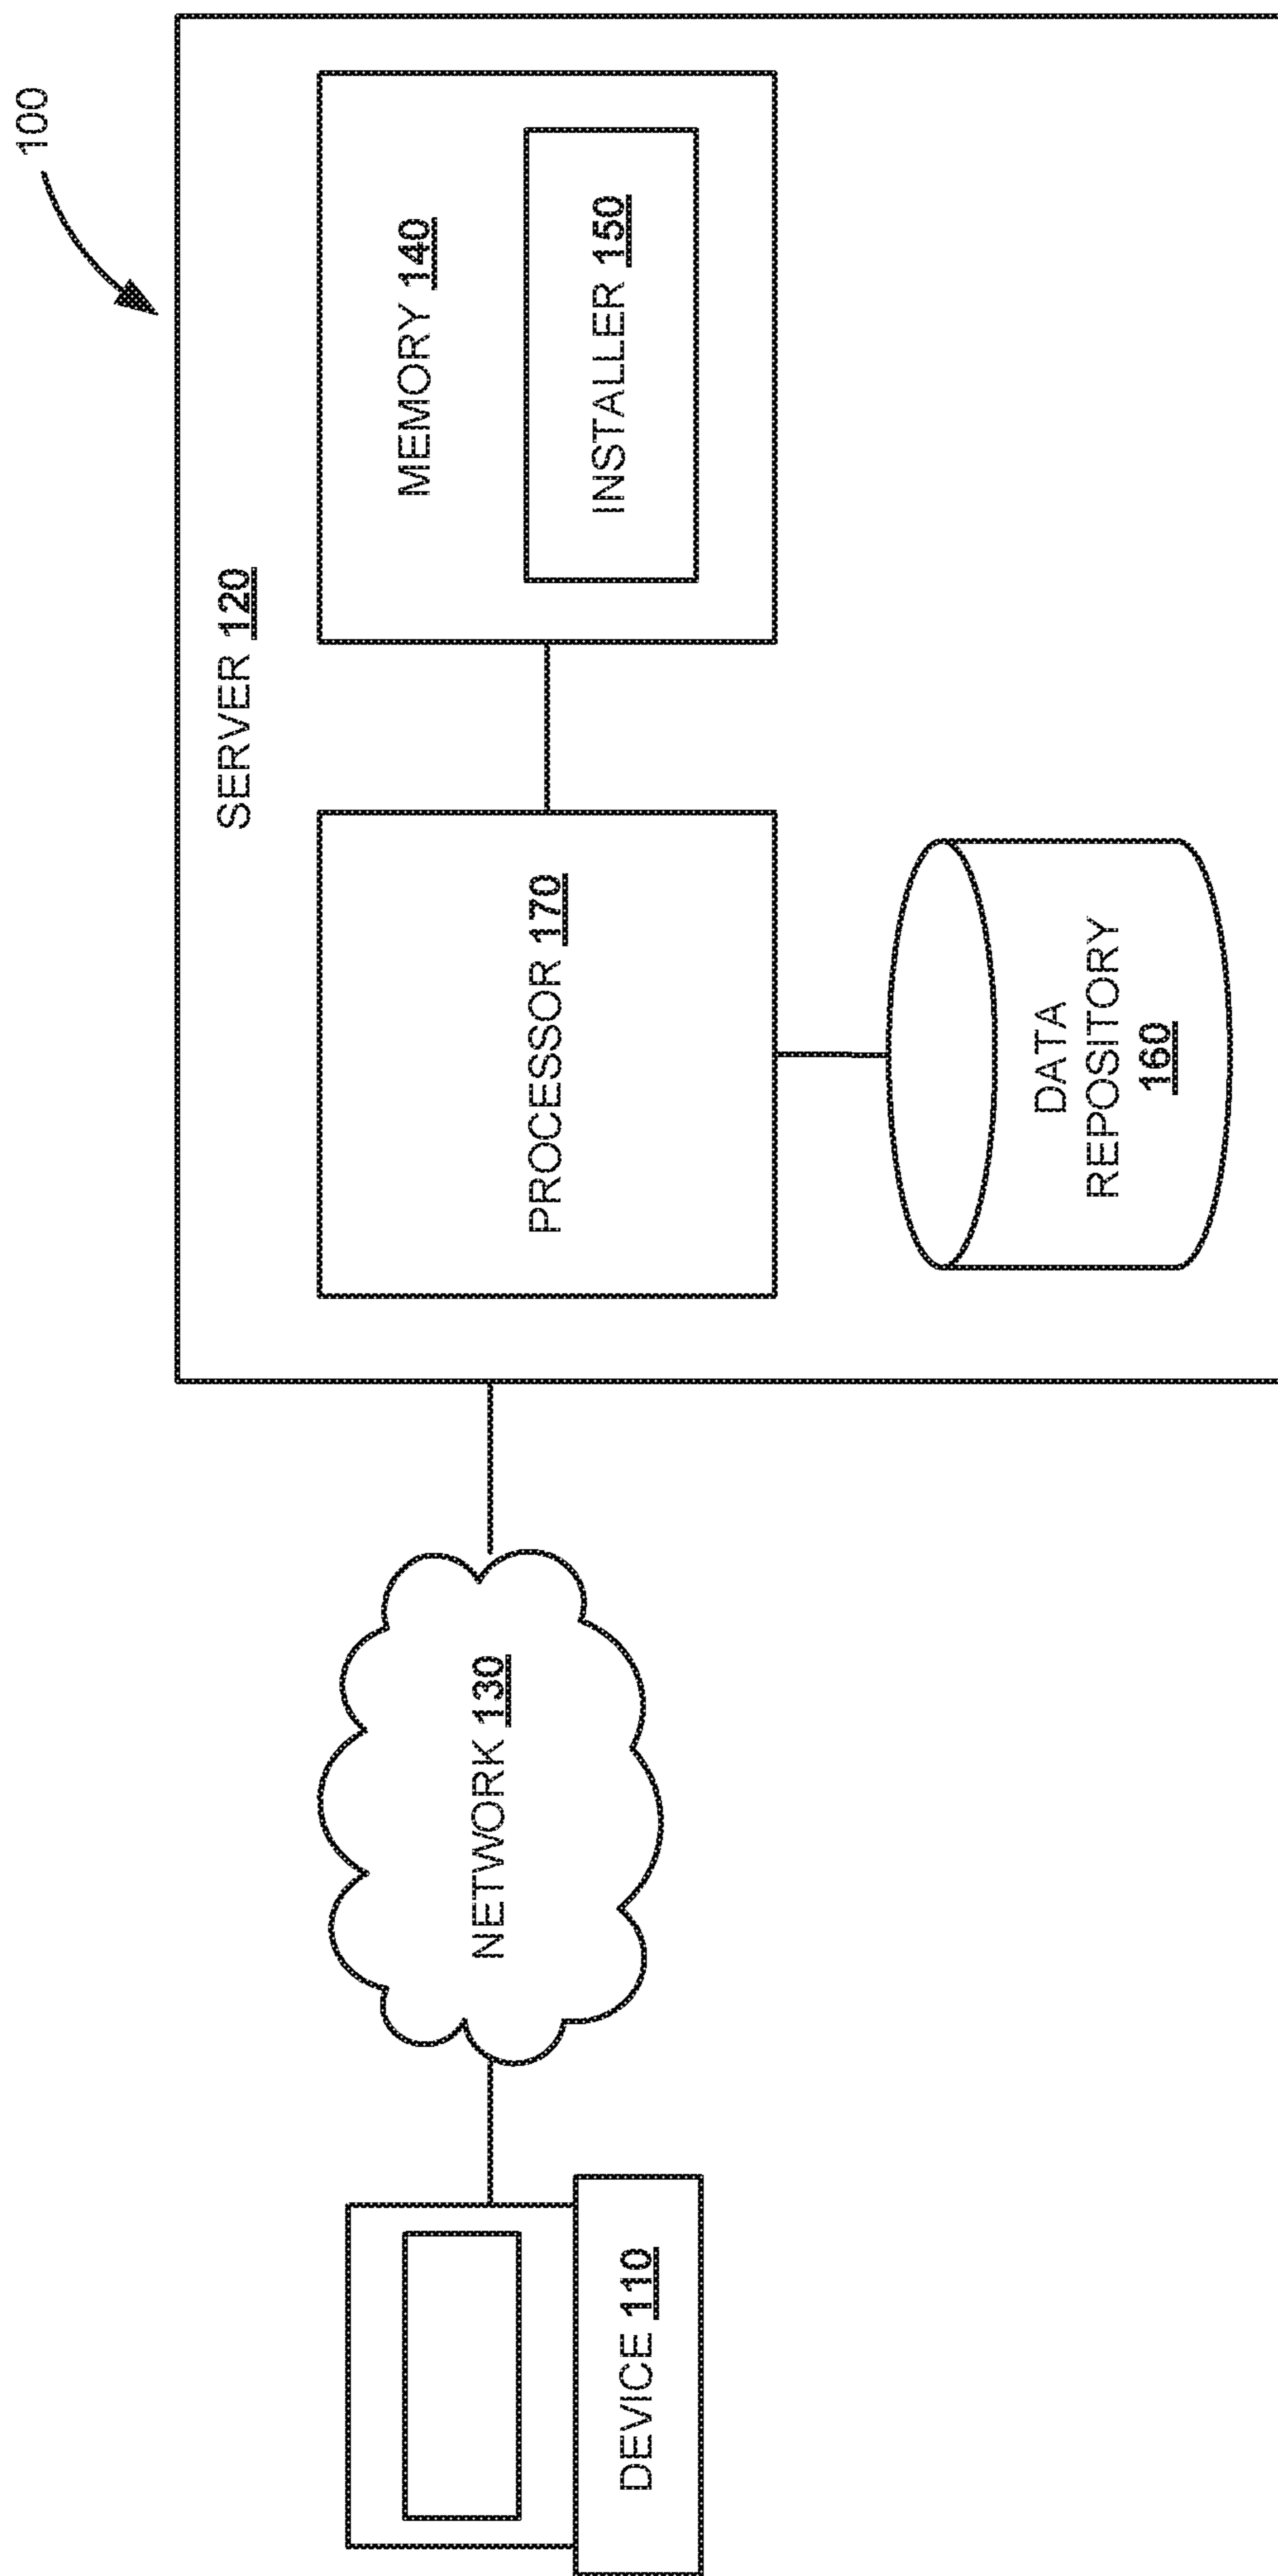 100
SERVER 120
MEMORY 140
INSTALLER 150
PROCESSOR 170
DATA
REPOSITORY
160
NETWORK 130
DEVICE 110